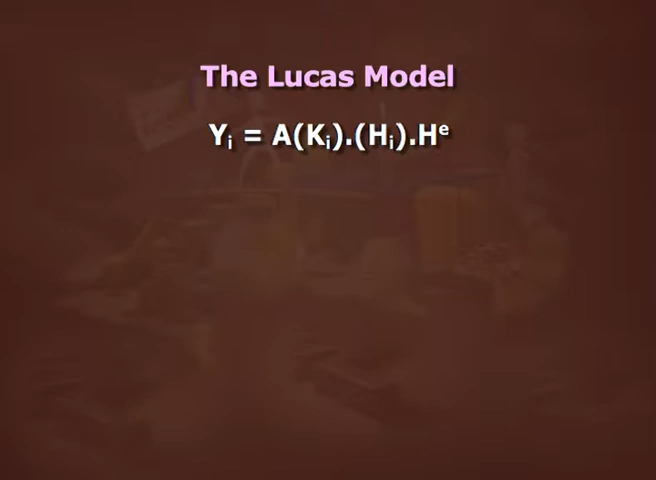 The Lucas Model
Yᵢ = A(Kᵢ).(Hᵢ).Hᵉ